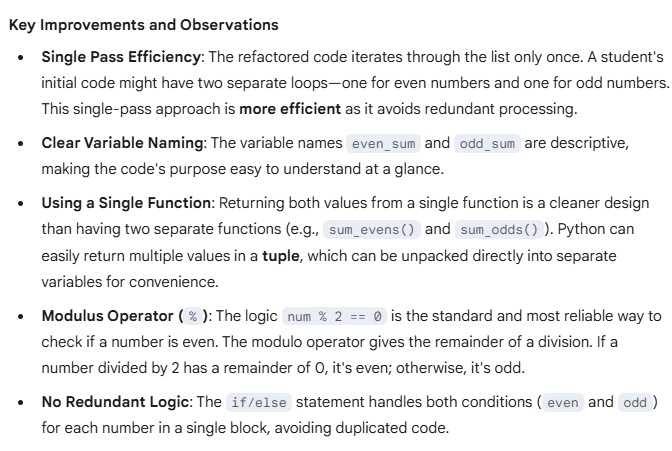 Key Improvements and Observations
• Single Pass Efficiency: The refactored code iterates through the list only once. A student's
initial code might have two separate loops—one for even numbers and one for odd numbers.
This single-pass approach is more efficient as it avoids redundant processing.
• Clear Variable Naming: The variable names even_sum and odd_sum are descriptive,
making the code's purpose easy to understand at a glance.
• Using a Single Function: Returning both values from a single function is a cleaner design
than having two separate functions (e.g., sum_evens() and sum_odds() ). Python can
easily return multiple values in a tuple, which can be unpacked directly into separate
variables for convenience.
• Modulus Operator ( % ): The logic num % 2 == 0 is the standard and most reliable way to
check if a number is even. The modulo operator gives the remainder of a division. If a
number divided by 2 has a remainder of 0, it's even; otherwise, it's odd.
• No Redundant Logic: The if/else statement handles both conditions ( even and odd )
for each number in a single block, avoiding duplicated code.